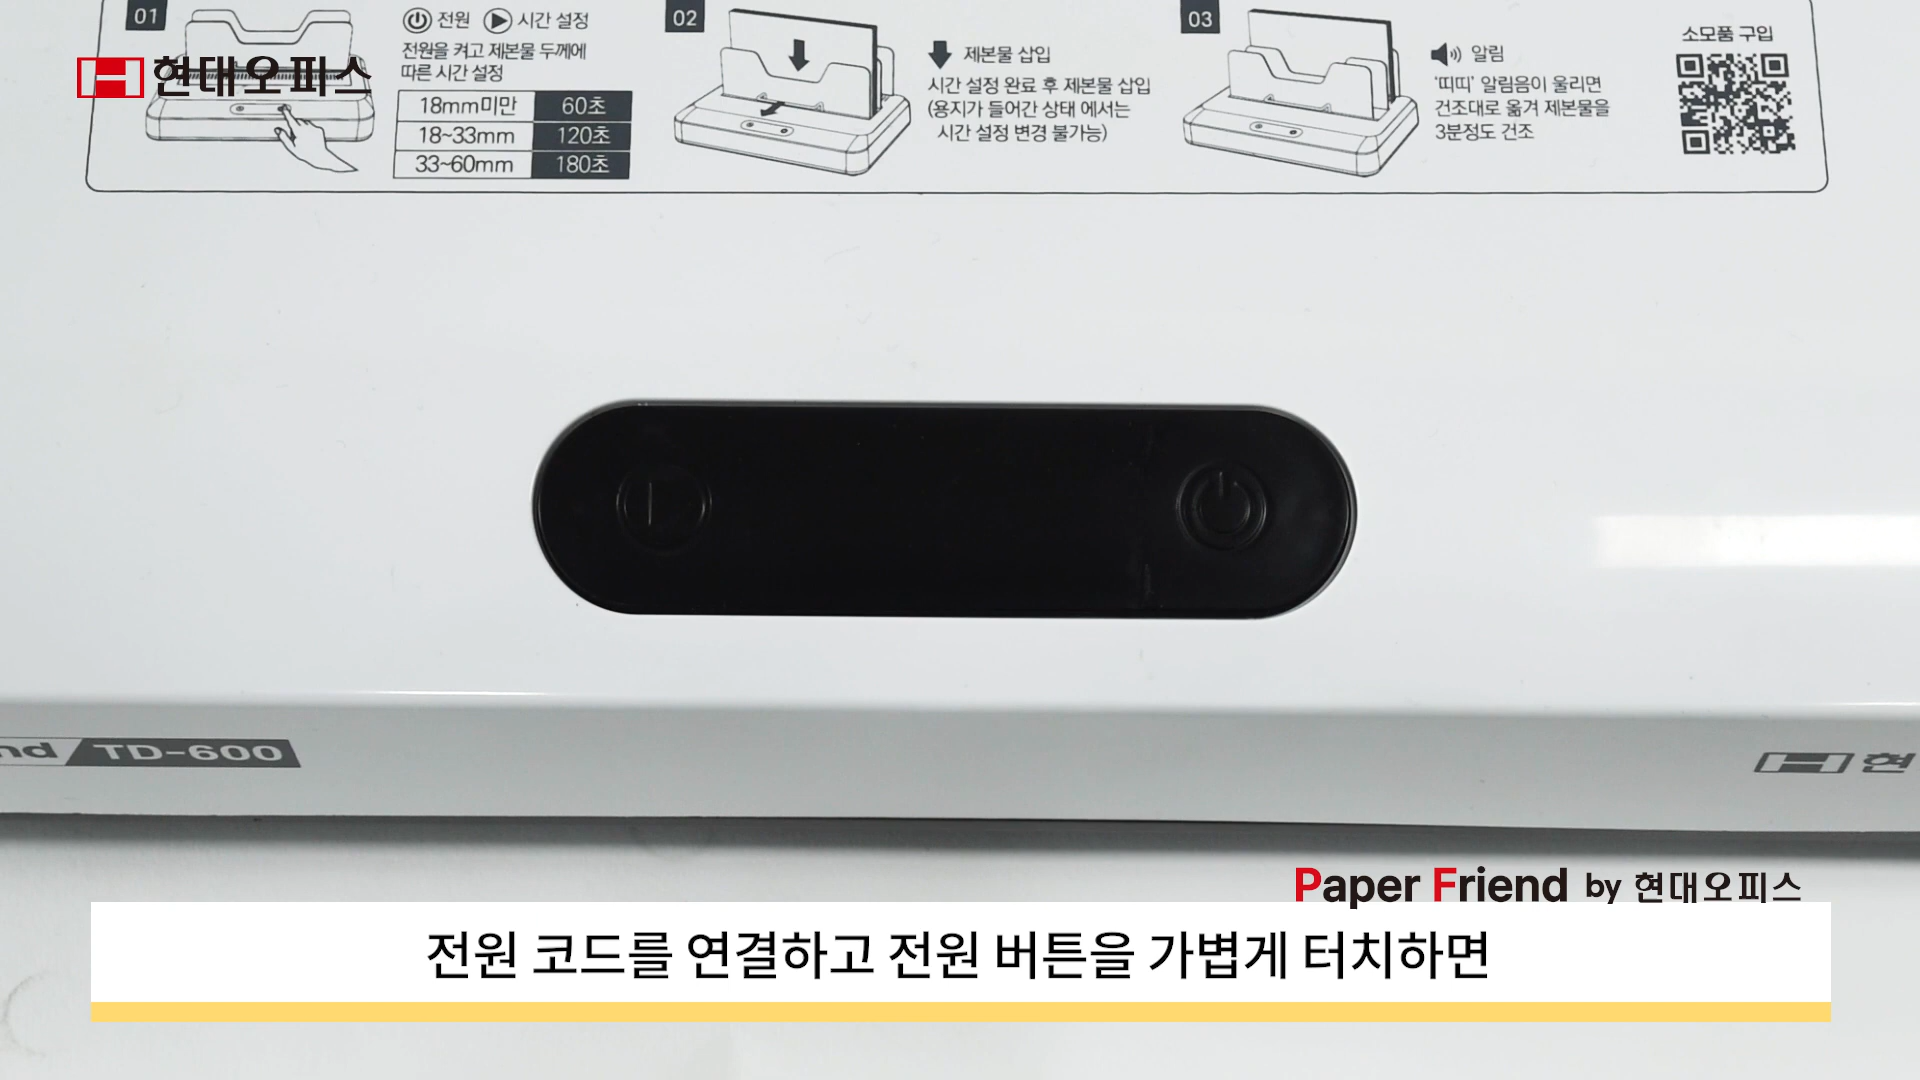 01
전원 시간 설정
전원을 켜고 제본물 두께에
따른 시간 설정
18mm미만 60초
18~33mm 120초
33~60mm 180초
02
제본물 삽입
시간 설정 완료 후 제본물 삽입
(용지가 들어간 상태 에서는
시간 설정 변경 불가능)
03
알림
'띠띠' 알림음이 울리면
건조대로 옮겨 제본물을
3분정도 건조
소모품 구입
현대오피스
nd TD-600
현
Paper Friend by 현대오피스
전원 코드를 연결하고 전원 버튼을 가볍게 터치하면